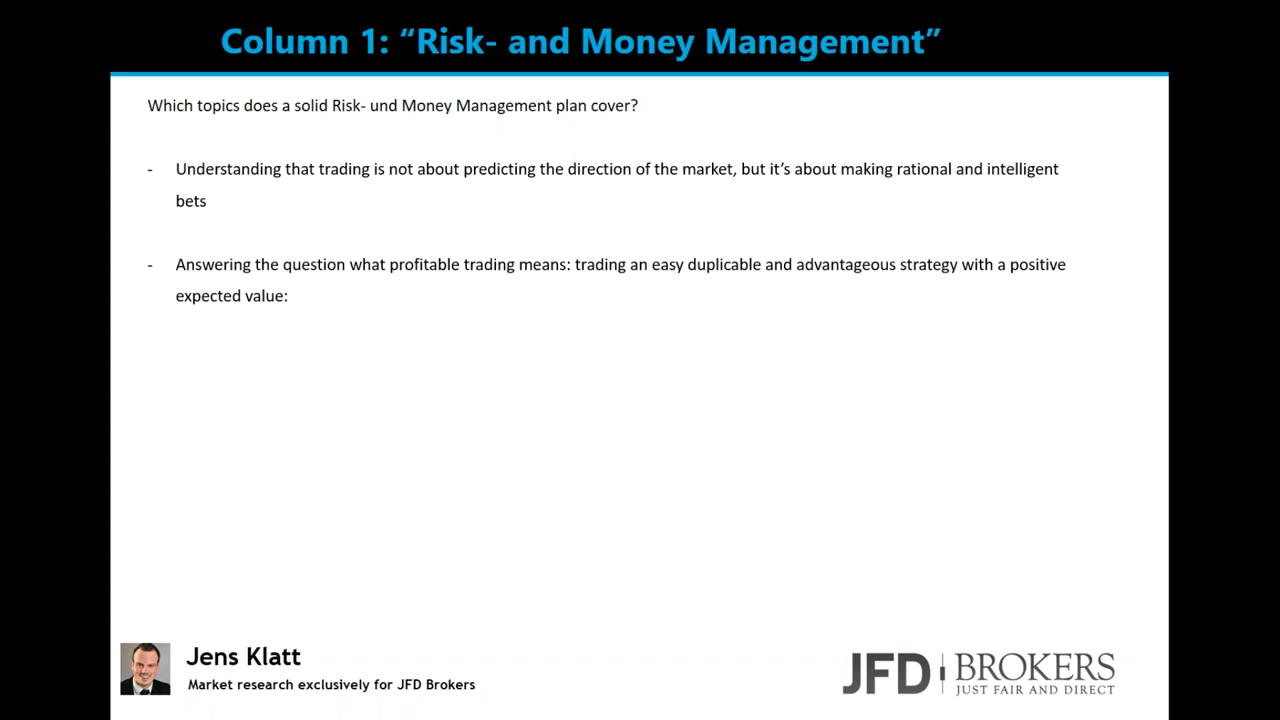 Column 1: “Risk- and Money Management”
Which topics does a solid Risk- und Money Management plan cover?
- Understanding that trading is not about predicting the direction of the market, but it’s about making rational and intelligent
bets
- Answering the question what profitable trading means: trading an easy duplicable and advantageous strategy with a positive
expected value:
Jens Klatt
Market research exclusively for JFD Brokers
JFD BROKERS
JUST FAIR AND DIRECT